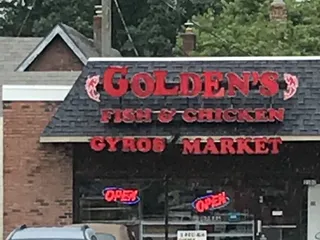 GOLDEN'S
FISH & CHICKEN
GYROS MARKET
OPEN
OPEN